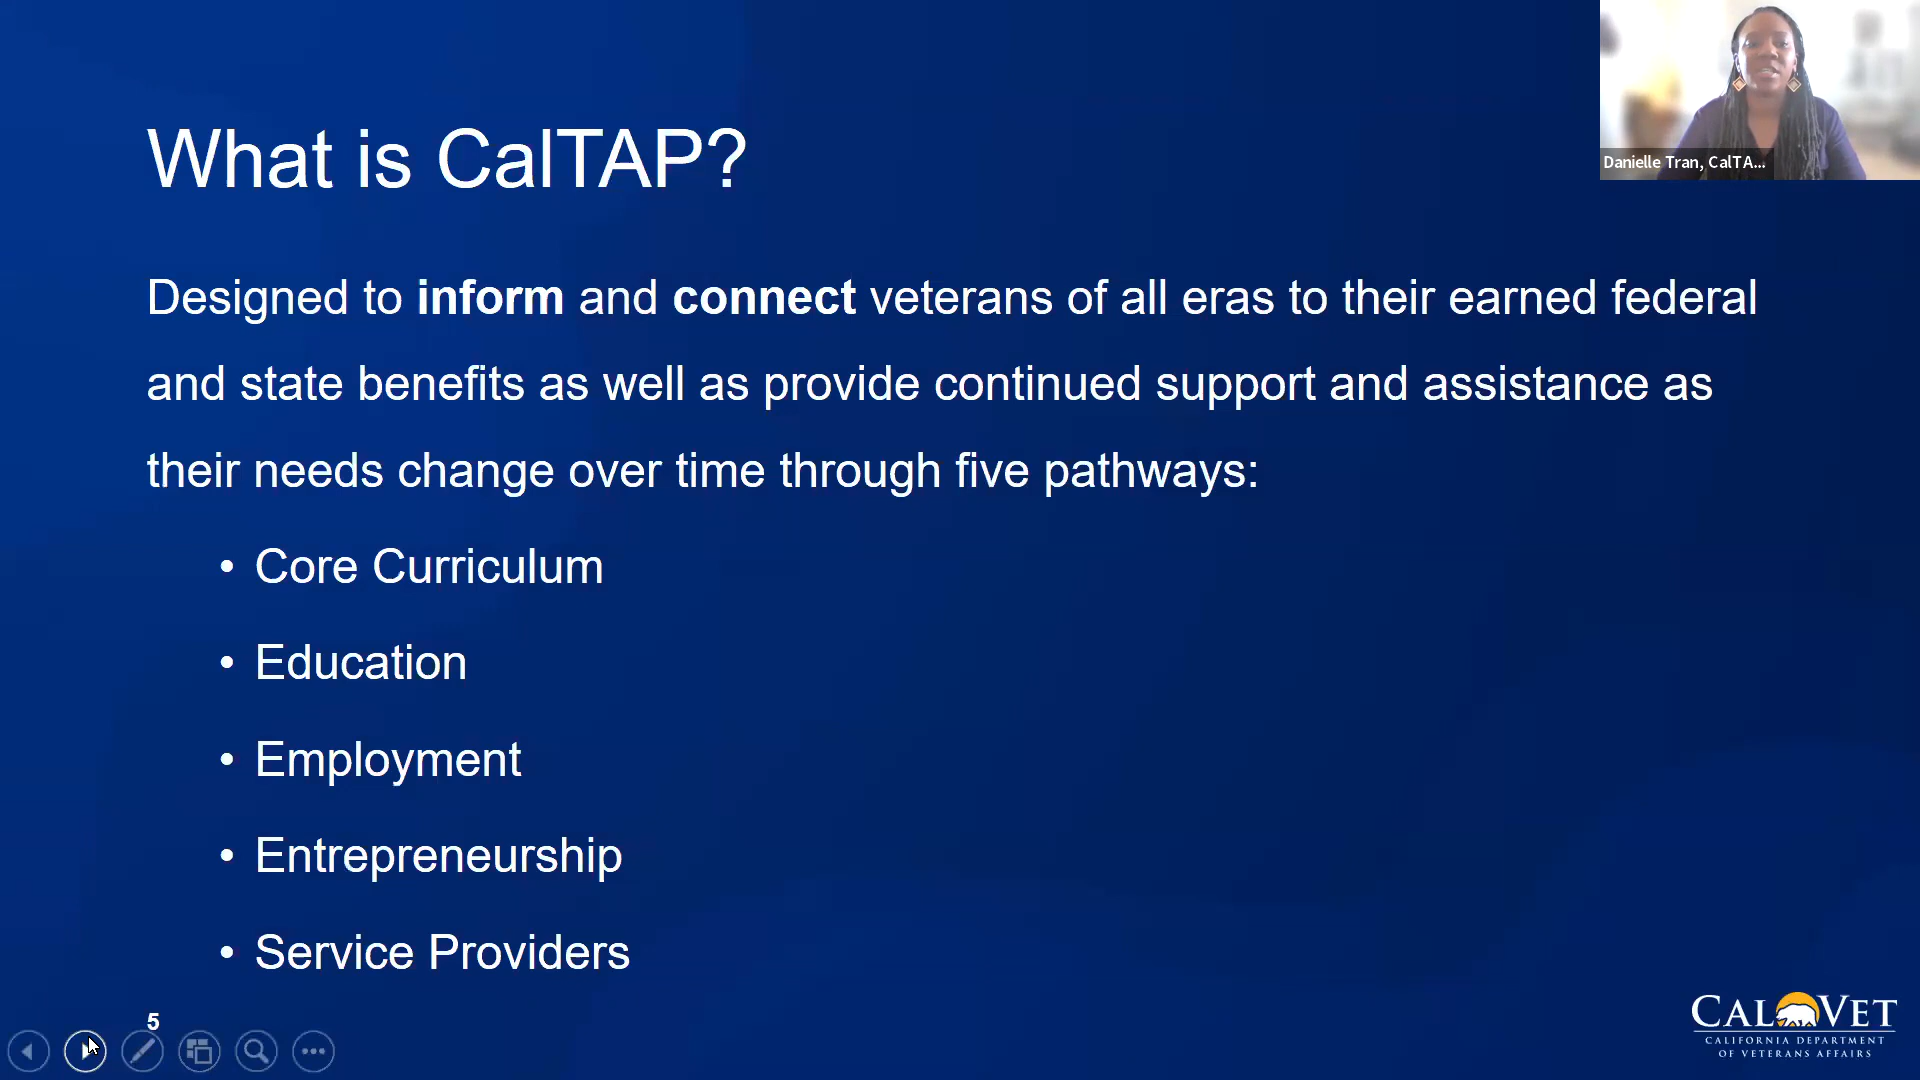 What is CalTAP?
Danielle Tran, CalTA...
Designed to inform and connect veterans of all eras to their earned federal
and state benefits as well as provide continued support and assistance as
their needs change over time through five pathways:
• Core Curriculum
• Education
• Employment
• Entrepreneurship
• Service Providers
5
CALVET
CALIFORNIA DEPARTMENT
OF VETERANS AFFAIRS